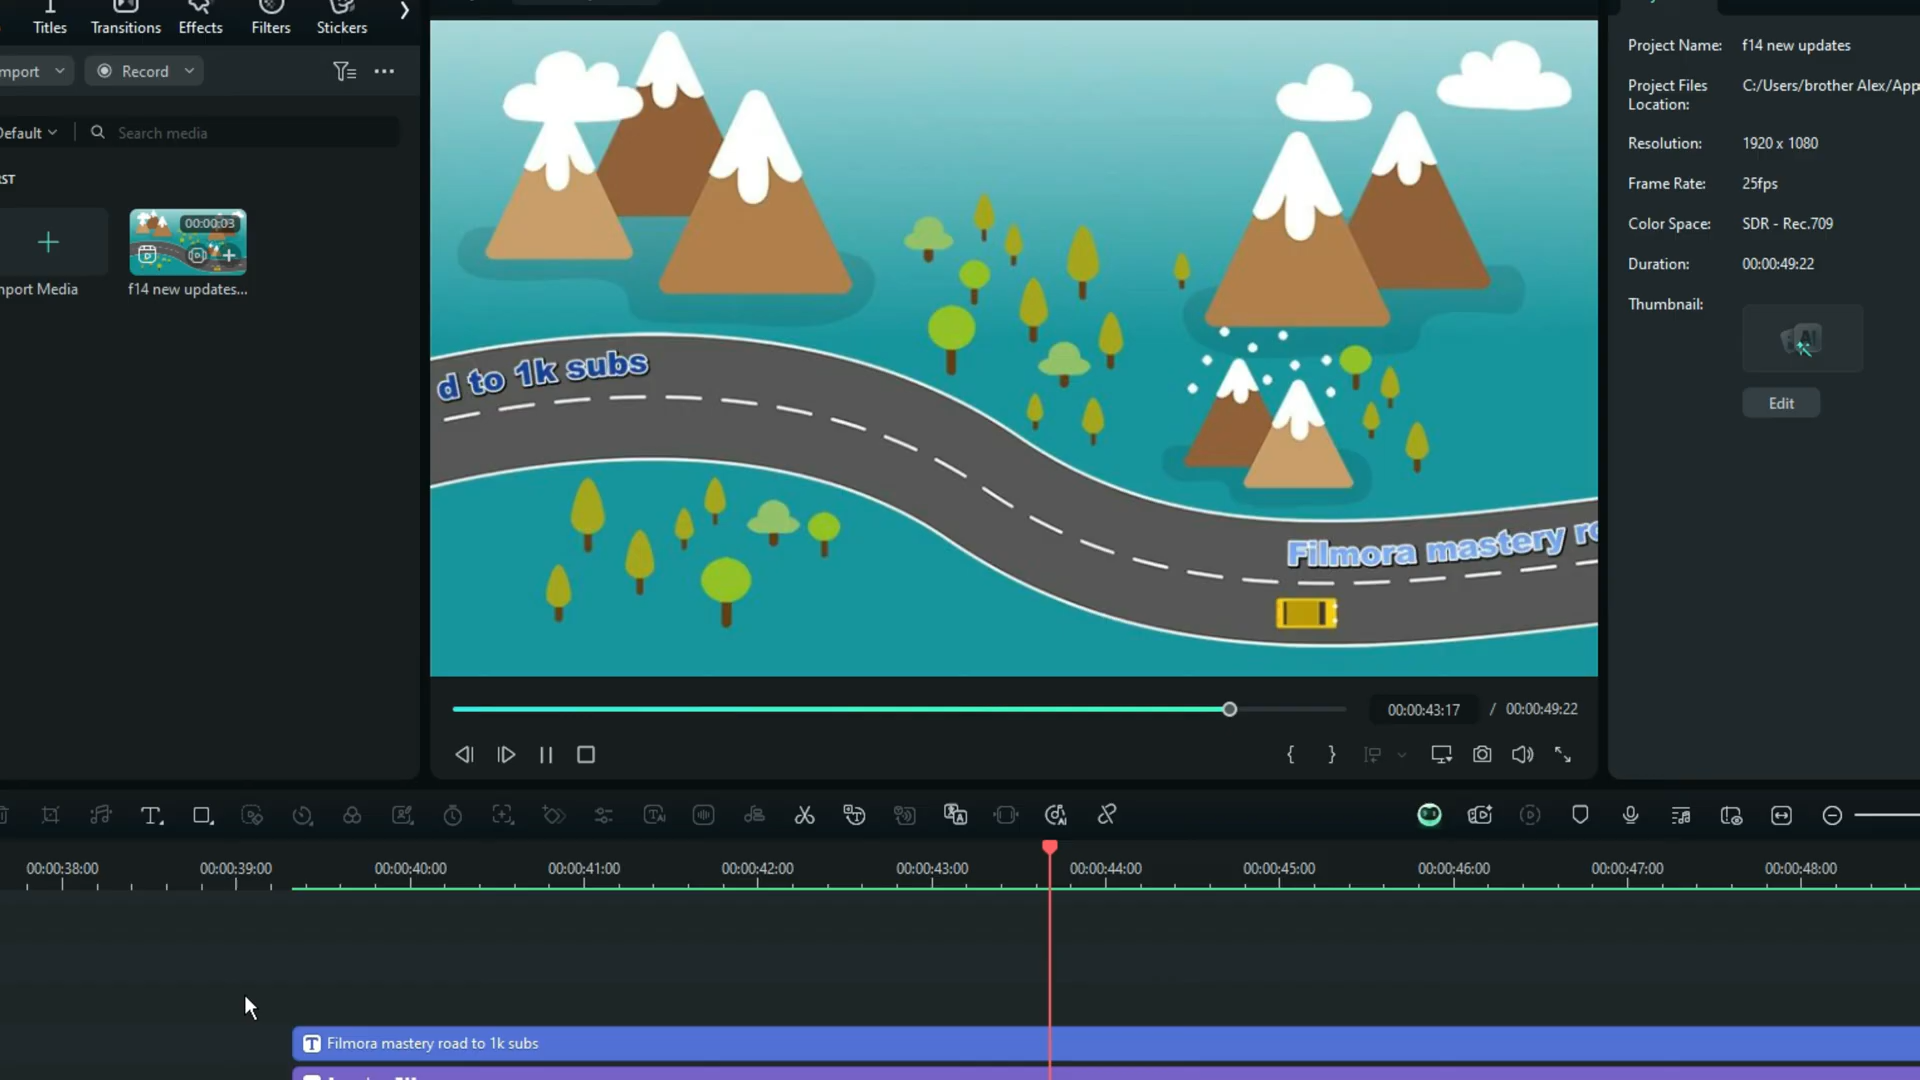 Titles Transitions Effects Filters Stickers
mport Record
Default Search media
RST
00:00:03
mport Media f14 new updates...
d to 1k subs
Filmora mastery ro
00:00:43:17 / 00:00:49:22
Project Name: f14 new updates
Project Files Location: C:/Users/brother Alex/App
Resolution: 1920 x 1080
Frame Rate: 25fps
Color Space: SDR - Rec.709
Duration: 00:00:49:22
Thumbnail:
AI
Edit
00:00:38:00 00:00:39:00 00:00:40:00 00:00:41:00 00:00:42:00 00:00:43:00 00:00:44:00 00:00:45:00 00:00:46:00 00:00:47:00 00:00:48:00
Filmora mastery road to 1k subs